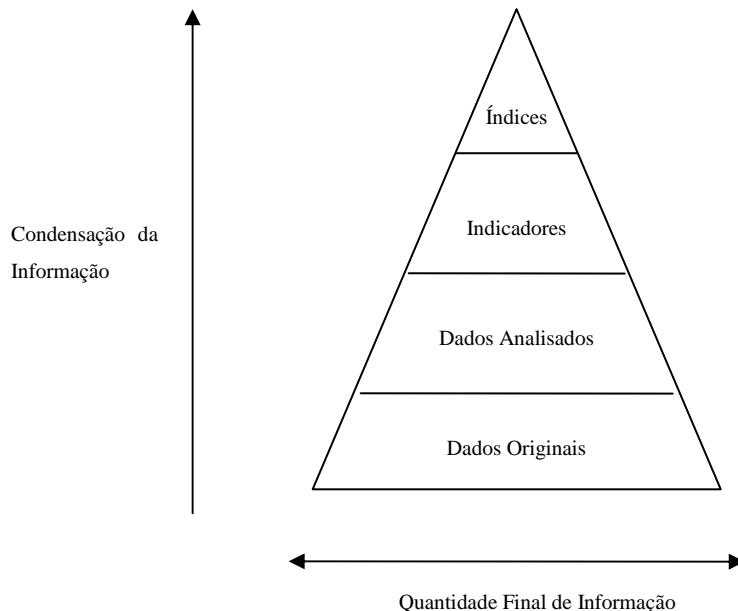 Índices
Indicadores
Condensação da
Informação
Dados Analisados
Dados Originais
Quantidade Final de Informação